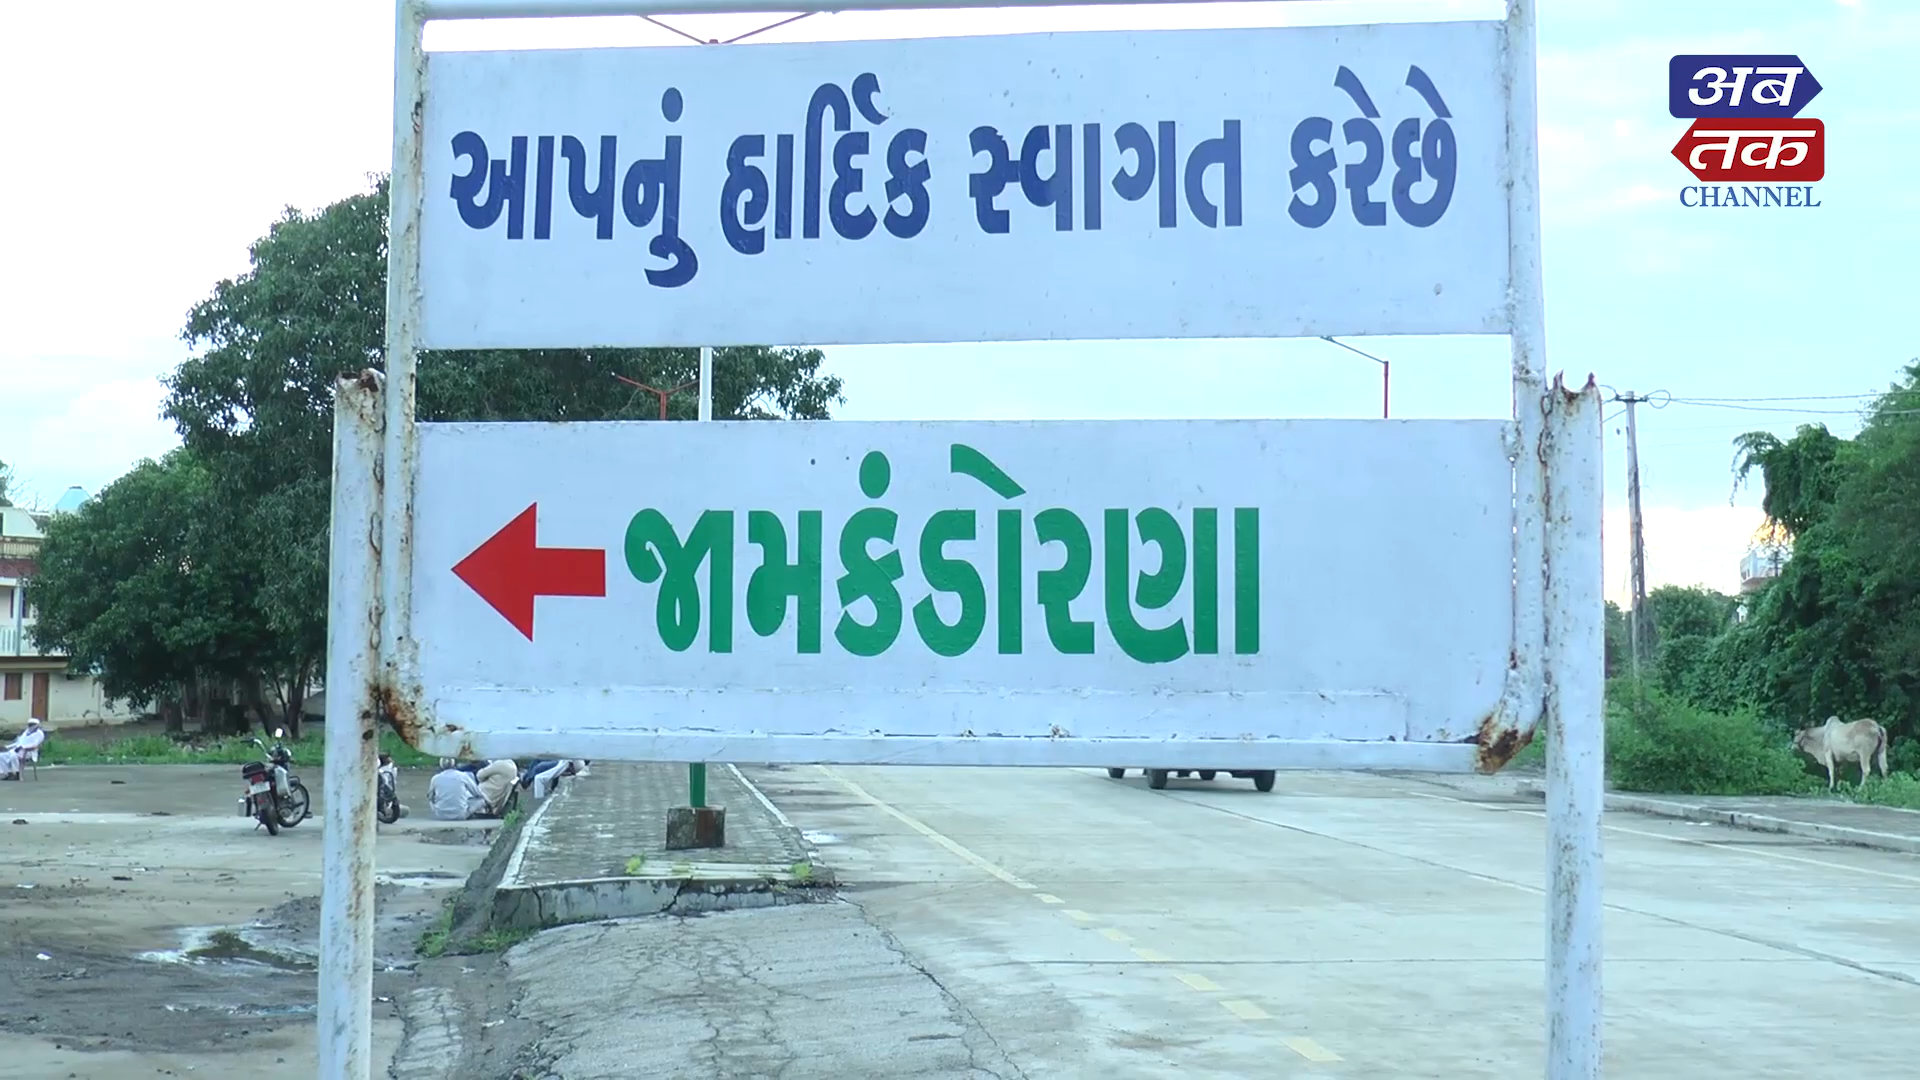 આપનું હાર્દિક સ્વાગત કરેછે
જામકંડોરણા
अब
तक
CHANNEL